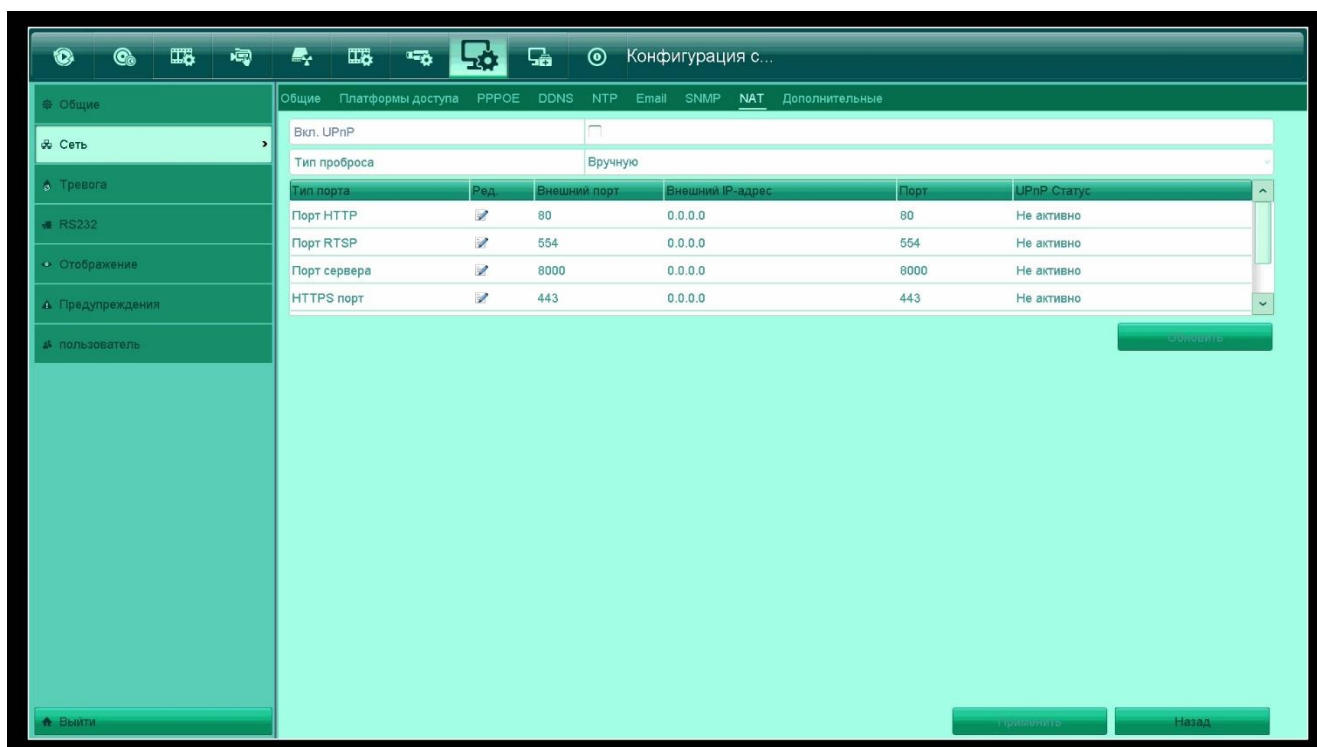 Конфигурация с...
Общие
Сеть
Тревога
RS232
Отображение
Предупреждения
пользователь
Выйти
Общие Платформы доступа PPPOE DDNS NTP Email SNMP NAT Дополнительные
Вкл. UPnP
Тип проброса Вручную
Тип порта Ред. Внешний порт Внешний IP-адрес Порт UPnP Статус
Порт HTTP 80 0.0.0.0 80 Не активно
Порт RTSP 554 0.0.0.0 554 Не активно
Порт сервера 8000 0.0.0.0 8000 Не активно
HTTPS порт 443 0.0.0.0 443 Не активно
Обновить
Применить Назад